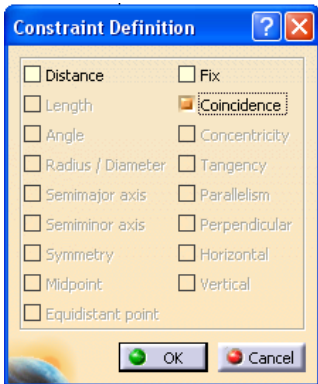 Constraint Definition
Distance
Fix
Length
Coincidence
Angle
Concentricity
Radius / Diameter
Tangency
Semimajor axis
Parallelism
Semiminor axis
Perpendicular
Symmetry
Horizontal
Midpoint
Vertical
Equidistant point
OK
Cancel